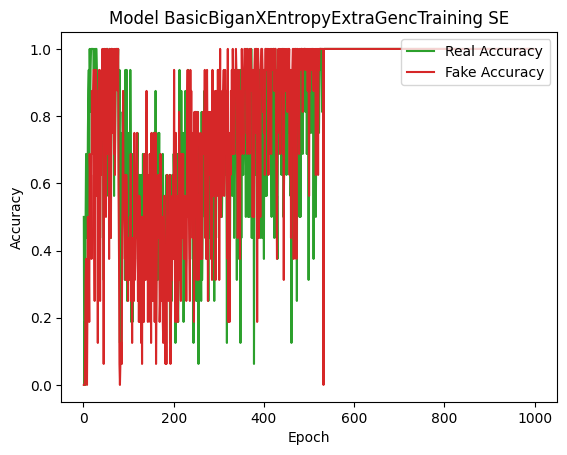 Model BasicBiganXEntropyExtraGencTraining SE
Real Accuracy
Fake Accuracy
1.0
0.8
0.6
0.4
0.2
0.0
Accuracy
0
200
400
600
800
1000
Epoch